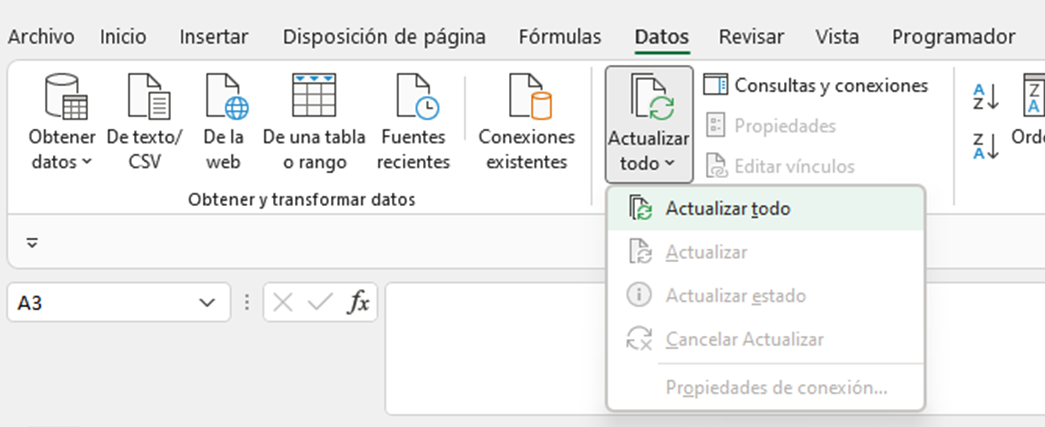 Archivo Inicio Insertar Disposición de página Fórmulas Datos Revisar Vista Programador
Obtener datos
De texto/CSV
De la web
De una tabla o rango
Fuentes recientes
Conexiones existentes
Obtener y transformar datos
Actualizar todo
Consultas y conexiones
Propiedades
Editar vínculos
A
Z
Z
A
Z
A
Actualizar todo
Actualizar
Actualizar estado
Cancelar Actualizar
Propiedades de conexión...
A3
fx